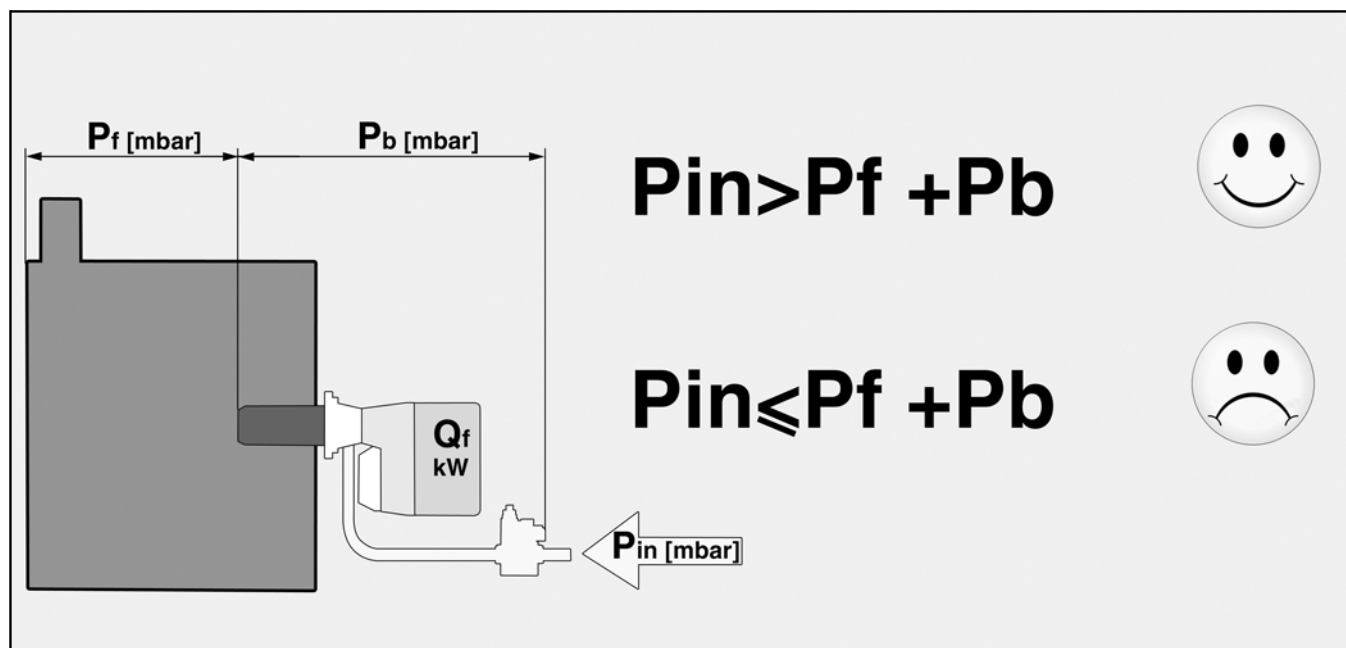 Pf [mbar] Pb [mbar]
Pin>Pf +Pb
Pin⩽Pf +Pb
Qf
kW
Pin [mbar]